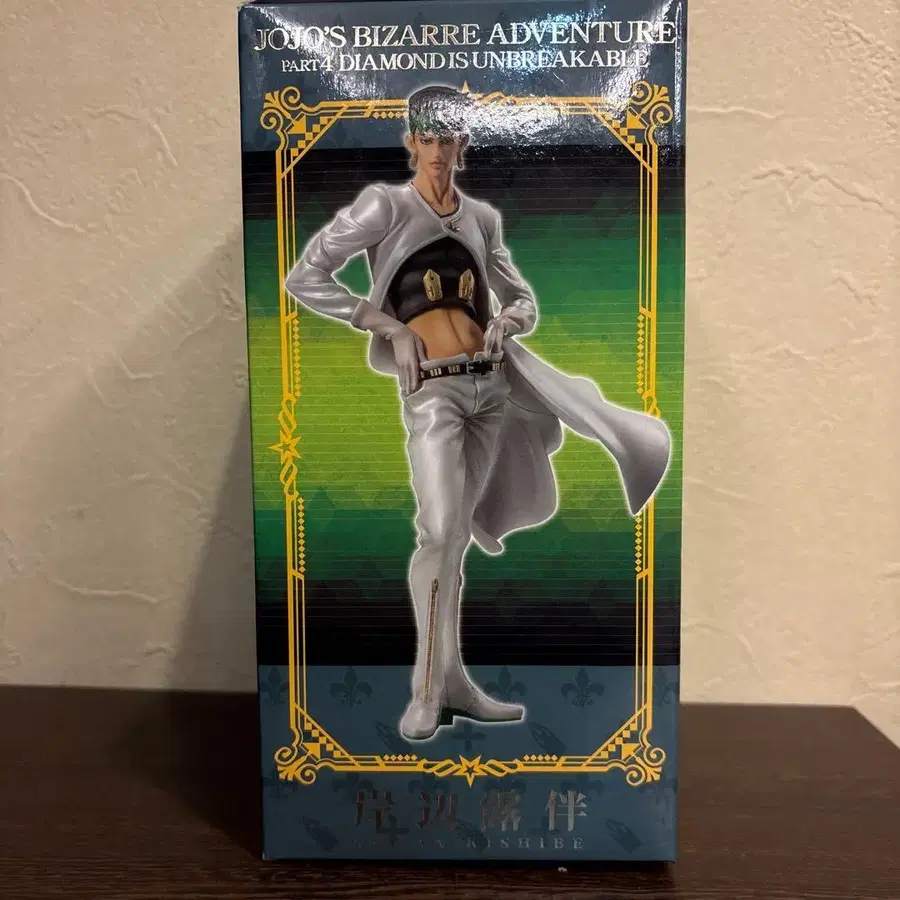 JOJO'S BIZARRE ADVENTURE
PART4 DIAMOND IS UNBREAKABLE
岸辺露伴
KISHIBE